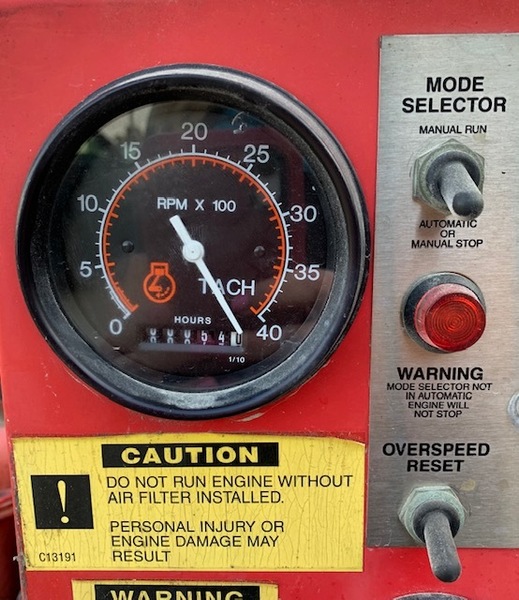 20
15
25
10
RPM X 100
30
5
35
TACH
0
HOURS
40
1/10
MODE
SELECTOR
MANUAL RUN
AUTOMATIC
OR
MANUAL STOP
WARNING
MODE SELECTOR NOT
IN AUTOMATIC
ENGINE WILL
NOT STOP
OVERSPEED
RESET
CAUTION
!
DO NOT RUN ENGINE WITHOUT
AIR FILTER INSTALLED.
PERSONAL INJURY OR
ENGINE DAMAGE MAY
RESULT
C13191
WARNING